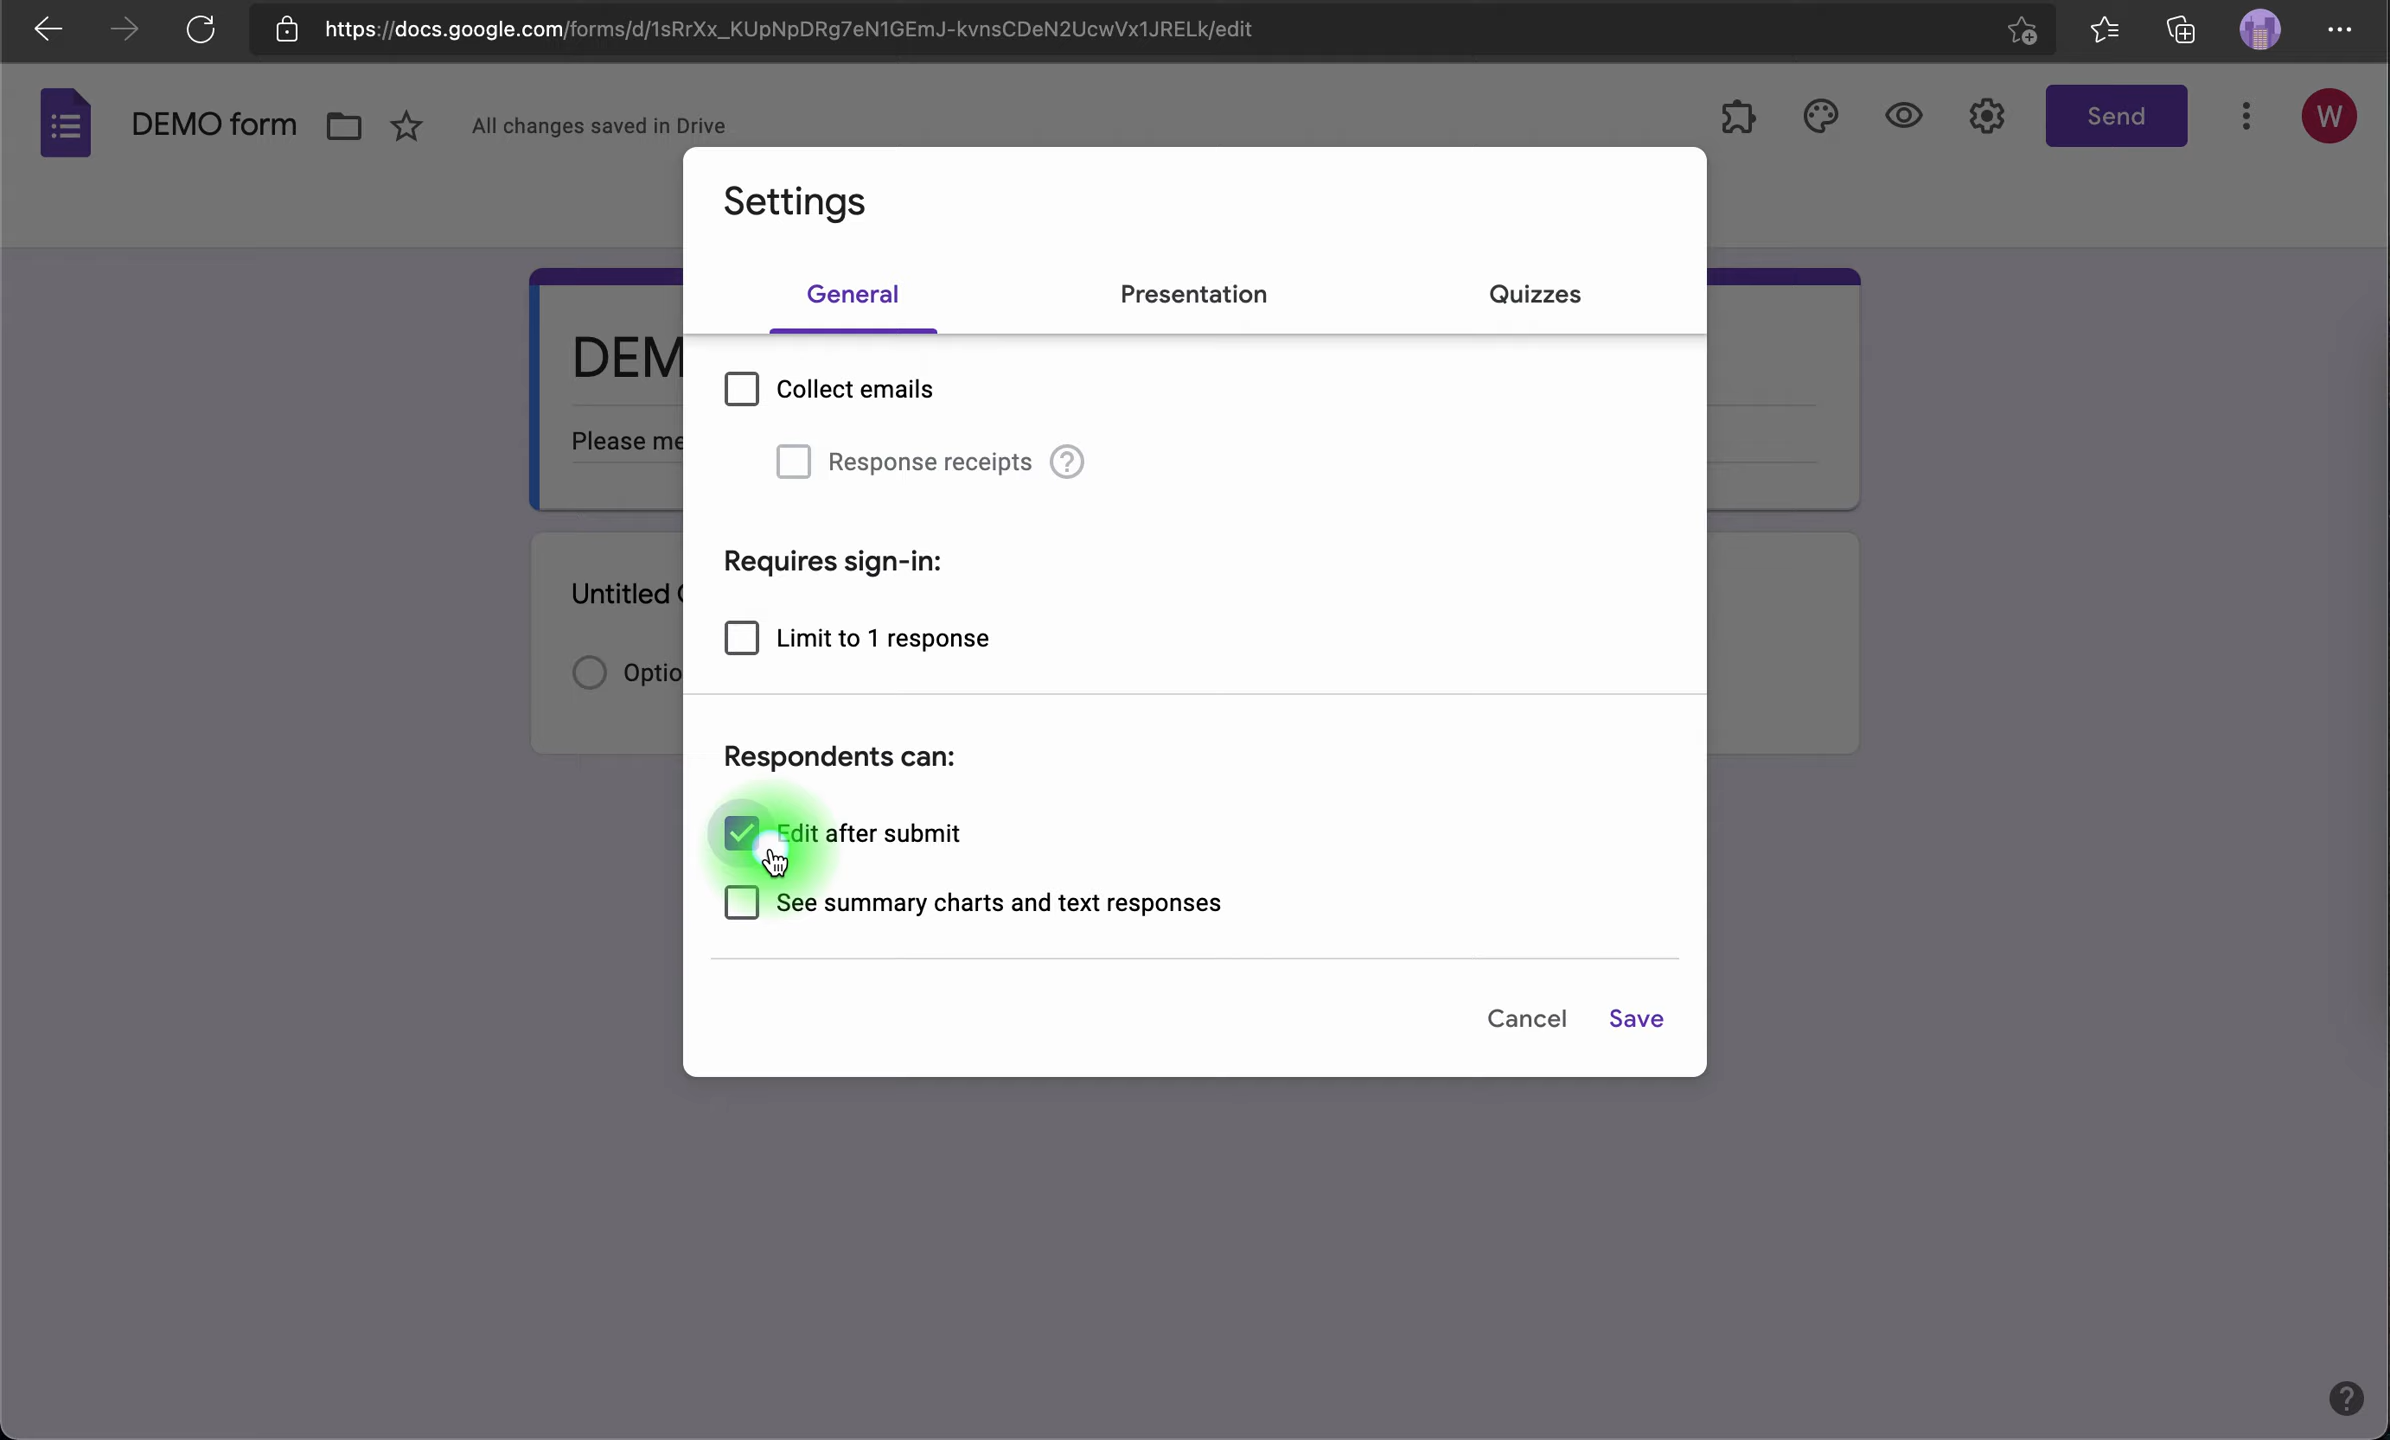 https://docs.google.com/forms/d/1sRrXx_KUpNpDRg7eN1GEmJ-kvnsCDeN2UcwVx1JRELk/edit
DEMO form
All changes saved in Drive
Send
W
Settings
General
Presentation
Quizzes
DEM
Please me
Collect emails
Response receipts
Requires sign-in:
Untitled
Limit to 1 response
Optio
Respondents can:
Edit after submit
See summary charts and text responses
Cancel
Save